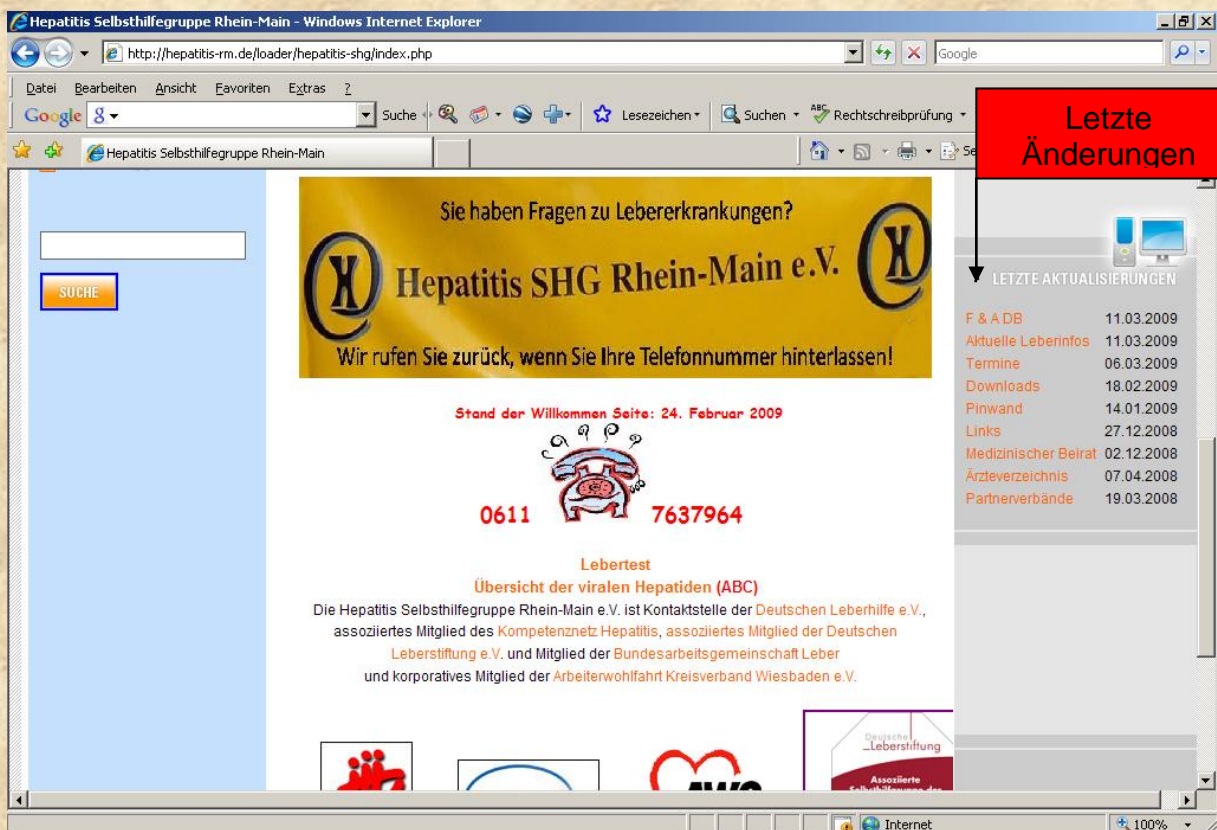 Hepatitis Selbsthilfegruppe Rhein-Main - Windows Internet Explorer
http://hepatitis-rm.de/loader/hepatitis-shg/index.php
Google
Datei Bearbeiten Ansicht Favoriten Extras ?
Google
Suche
Lesezeichen
Suchen
Rechtschreibprüfung
Hepatitis Selbsthilfegruppe Rhein-Main
Letzte
Änderungen
SUCHE
Sie haben Fragen zu Lebererkrankungen?
Hepatitis SHG Rhein-Main e.V.
Wir rufen Sie zurück, wenn Sie Ihre Telefonnummer hinterlassen!
Stand der Willkommen Seite: 24. Februar 2009
0611 7637964
Lebertest
Übersicht der viralen Hepatiden (ABC)
Die Hepatitis Selbsthilfegruppe Rhein-Main e.V. ist Kontaktstelle der Deutschen Leberhilfe e.V.,
assoziiertes Mitglied des Kompetenznetz Hepatitis, assoziiertes Mitglied der Deutschen
Leberstiftung e.V. und Mitglied der Bundesarbeitsgemeinschaft Leber
und korporatives Mitglied der Arbeiterwohlfahrt Kreisverband Wiesbaden e.V.
Deutsche
_Leberstiftung
Assoziierte
LETZTE AKTUALISIERUNGEN
F & A DB 11.03.2009
Aktuelle Leberinfos 11.03.2009
Termine 06.03.2009
Downloads 18.02.2009
Pinwand 14.01.2009
Links 27.12.2008
Medizinischer Beirat 02.12.2008
Ärzteverzeichnis 07.04.2008
Partnerverbände 19.03.2008
Internet
100%